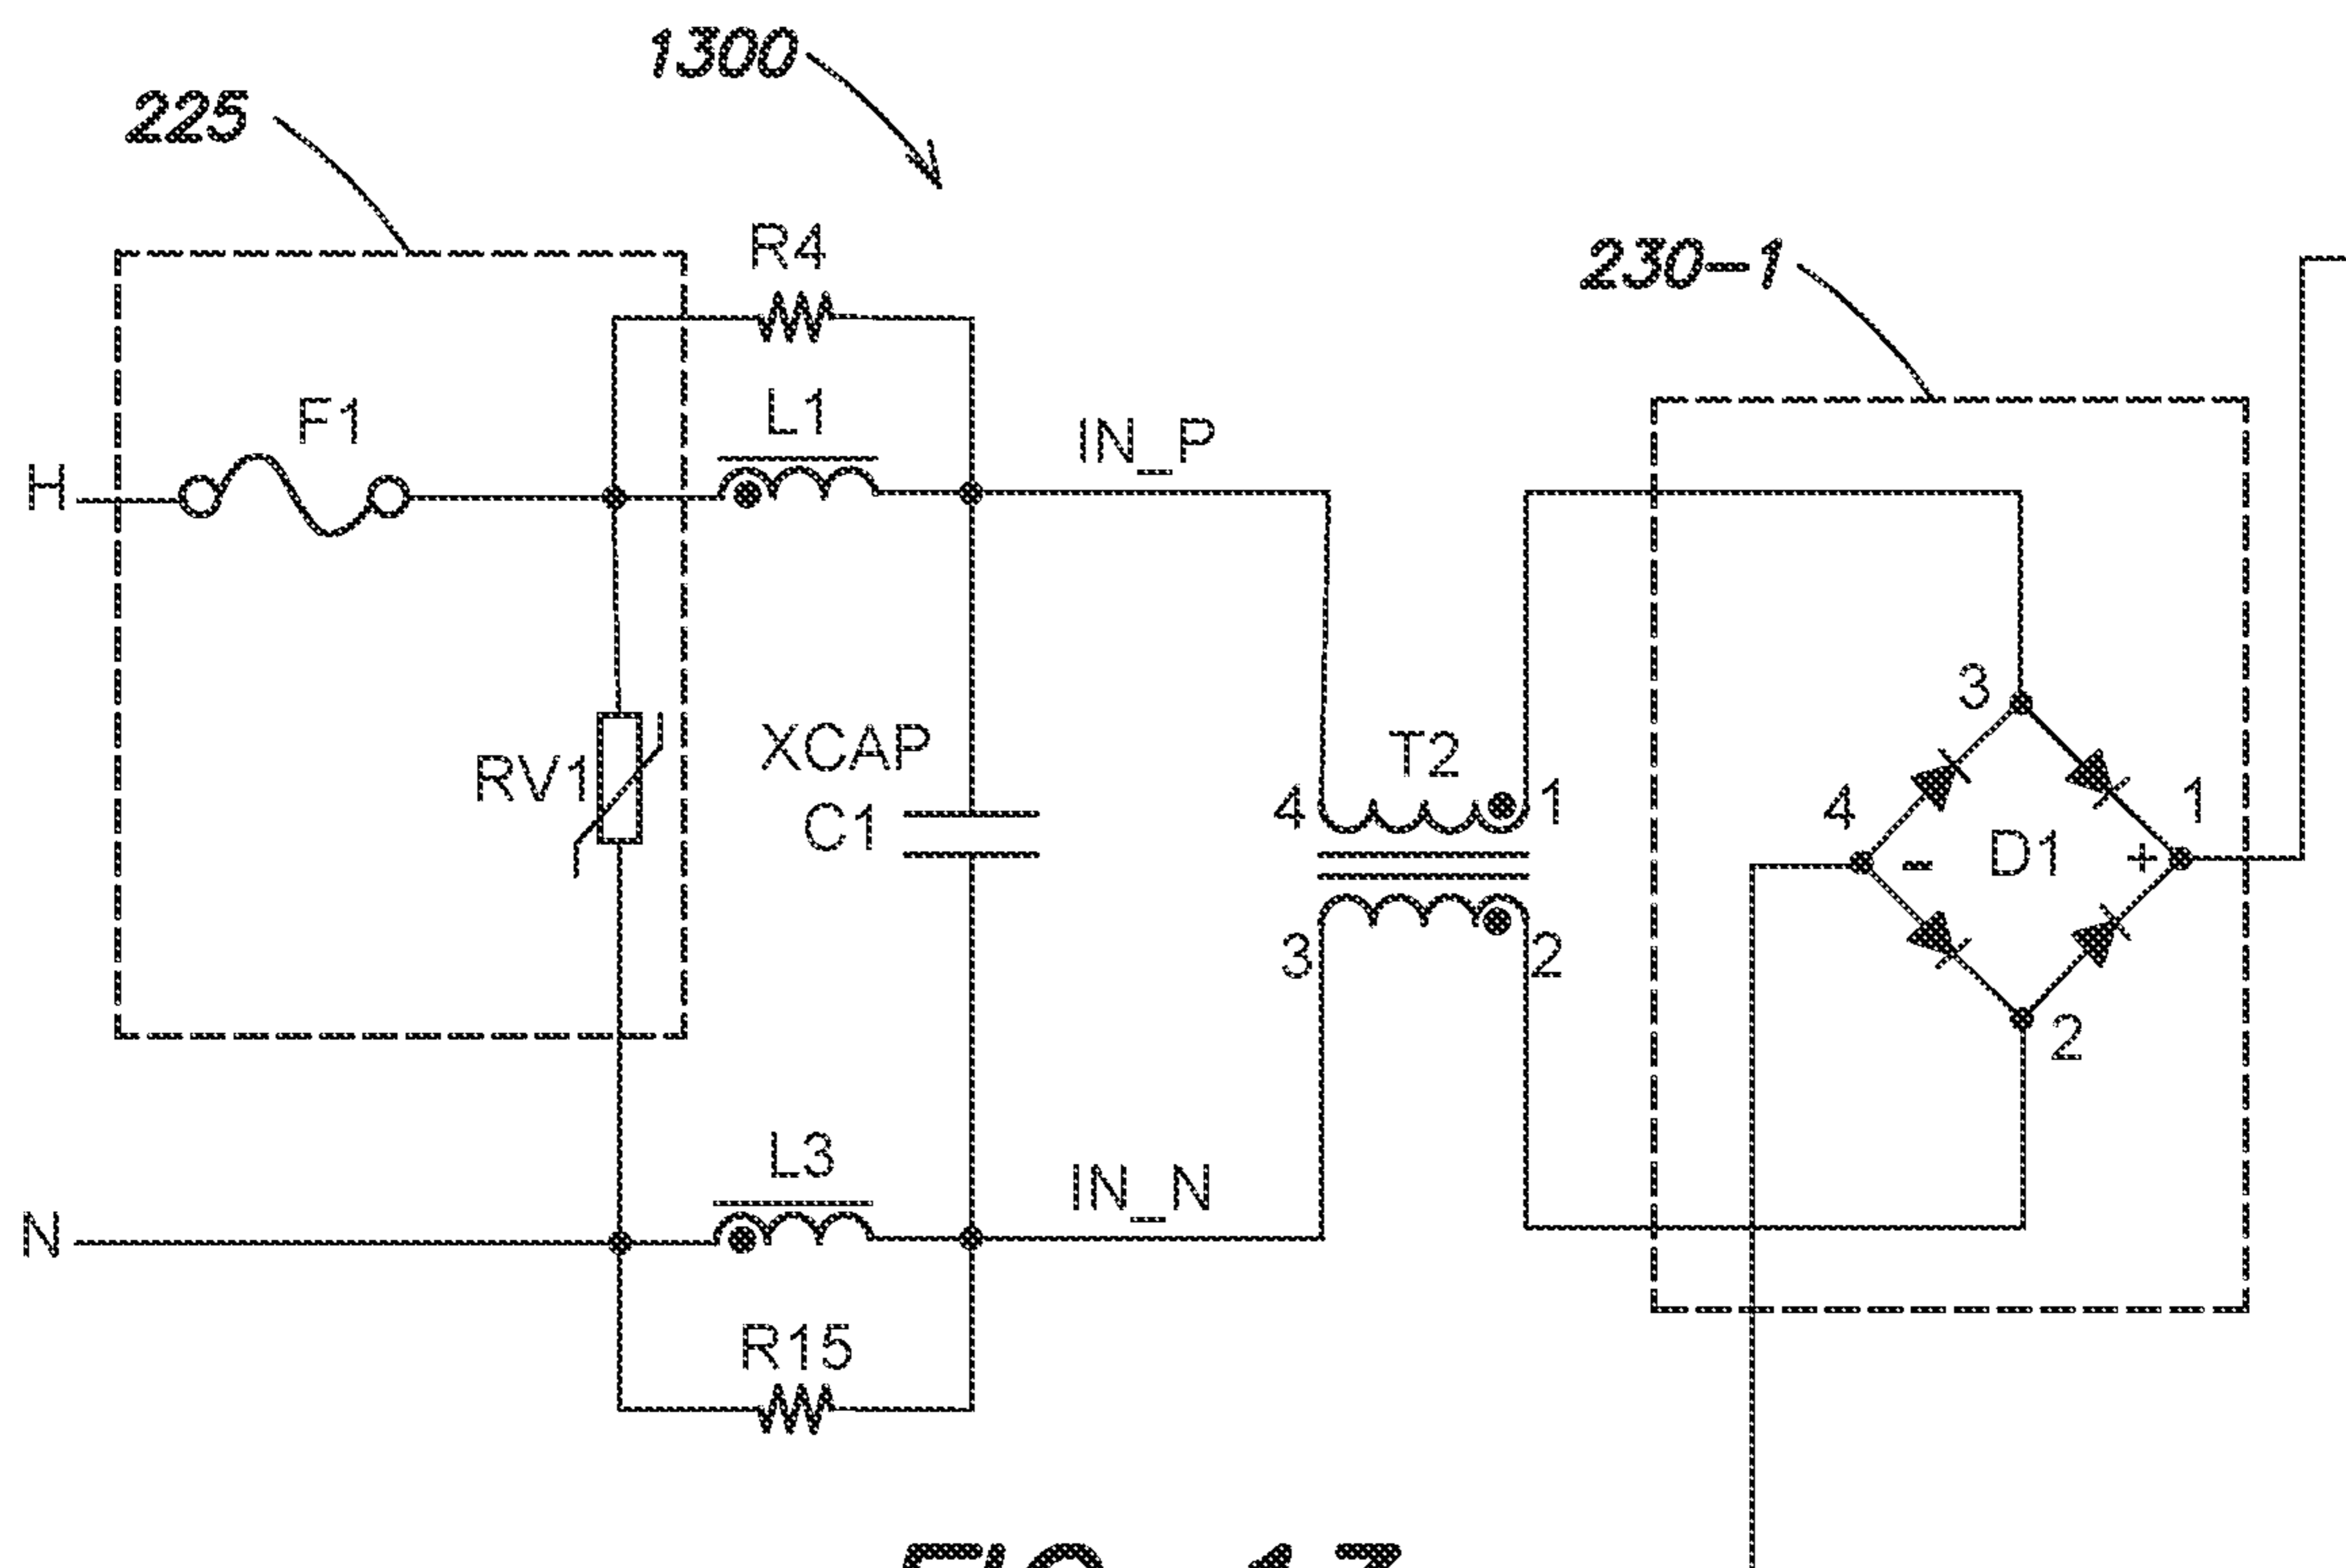 1300
225
R4
230-1
F1
L1
IN_P
H
3
RV1
XCAP
T2
4
1
4
1
C1
- D1 +
3
2
2
L3
IN_N
N
R15